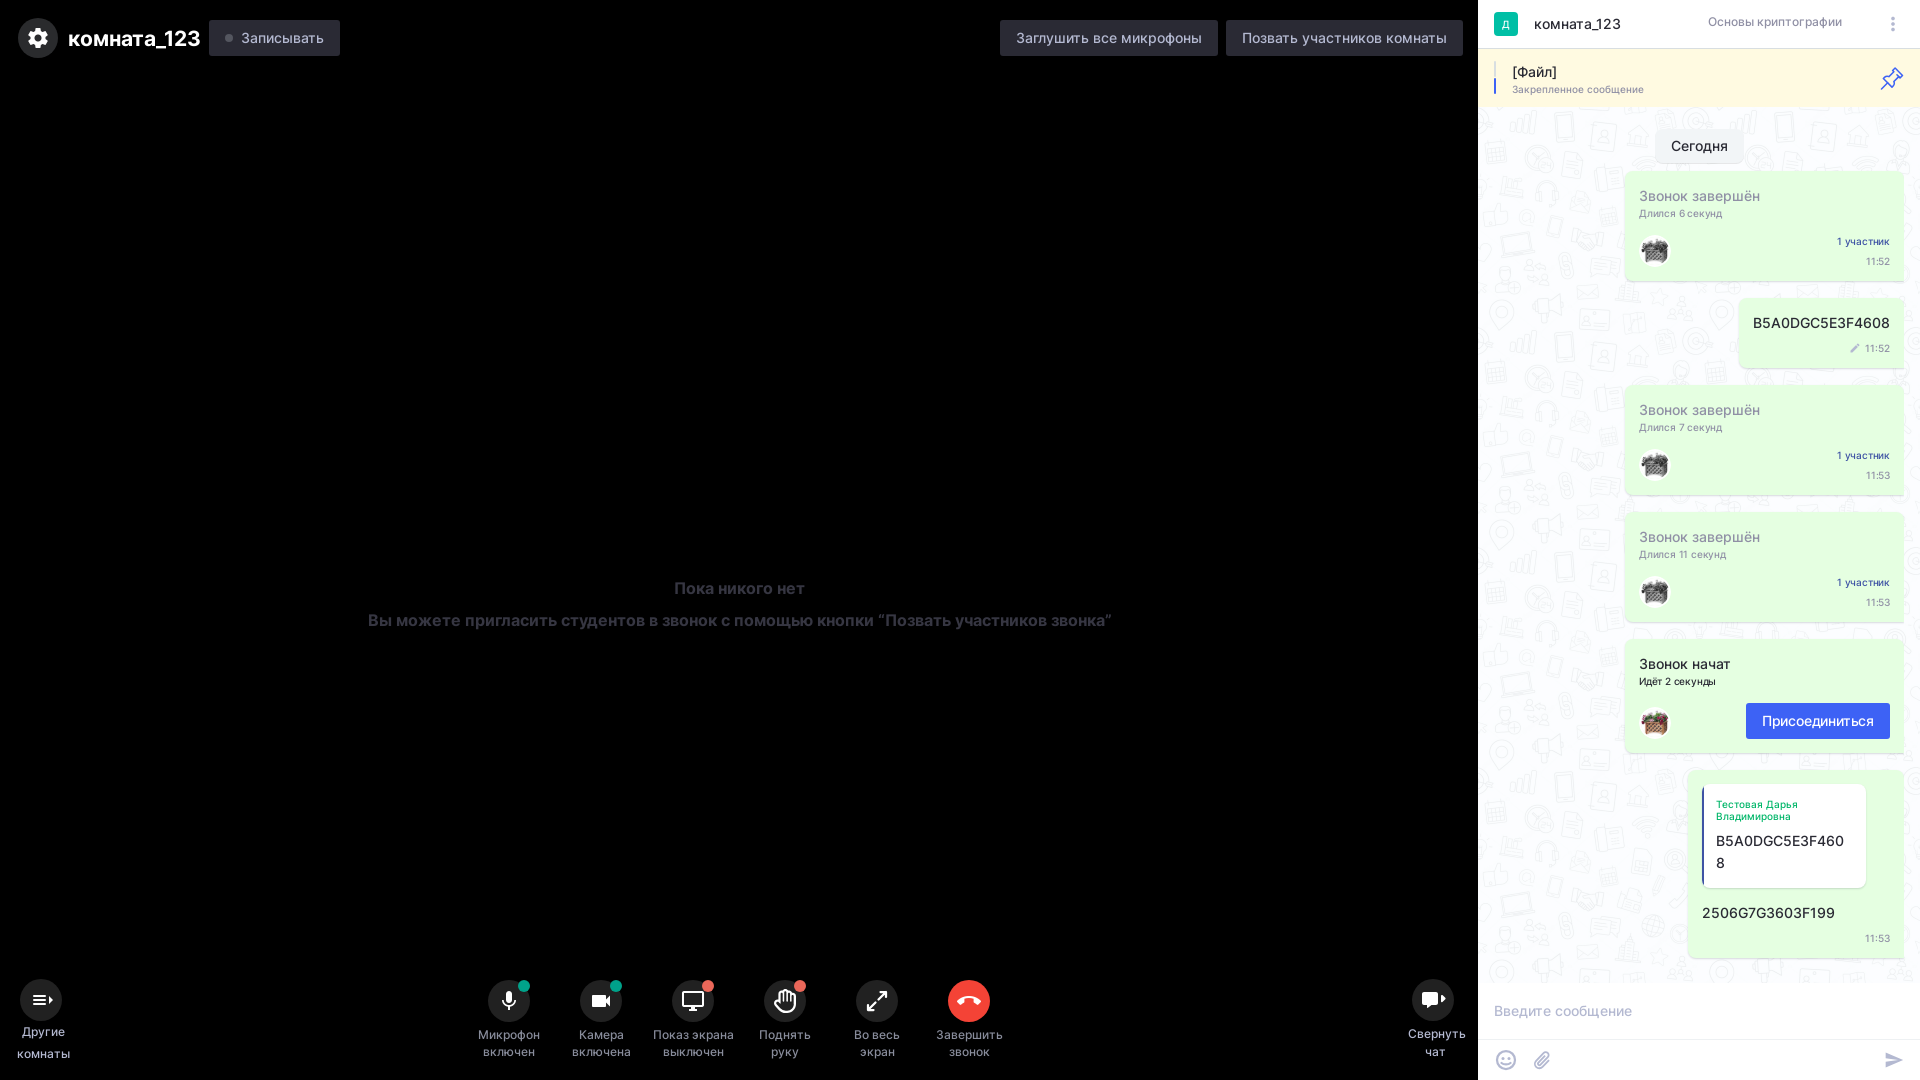 комната_123
Записывать
Заглушить все микрофоны
Позвать участников комнаты
Пока никого нет
Вы можете пригласить студентов в звонок с помощью кнопки “Позвать участников звонка”
Другие
комнаты
Микрофон
включен
Камера
включена
Показ экрана
выключен
Поднять
руку
Во весь
экран
Завершить
звонок
Свернуть
чат
Д
комната_123
Основы криптографии
[Файл]
Закрепленное сообщение
Сегодня
Звонок завершён
Длился 6 секунд
1 участник
11:52
B5A0DGC5E3F4608
11:52
Звонок завершён
Длился 7 секунд
1 участник
11:53
Звонок завершён
Длился 11 секунд
1 участник
11:53
Звонок начат
Идёт 2 секунды
Присоединиться
Тестовая Дарья
Владимировна
B5A0DGC5E3F460
8
2506G7G3603F199
11:53
Введите сообщение